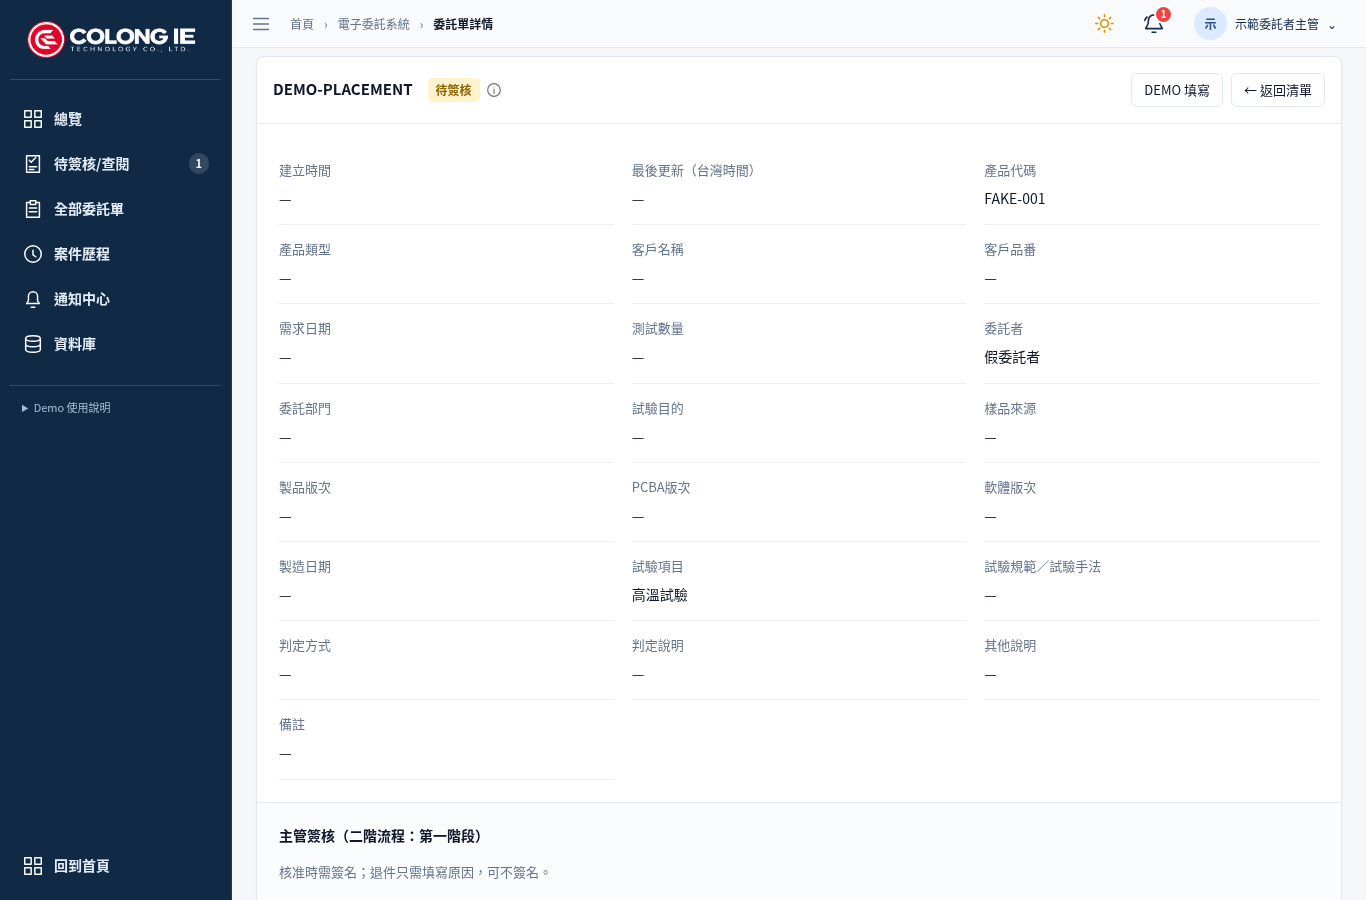 COLONG IE
TECHNOLOGY CO., LTD.
總覽
待簽核/查閱 1
全部委託單
案件歷程
通知中心
資料庫
Demo 使用說明
回到首頁
首頁 › 電子委託系統 › 委託單詳情
1
示 示範委託者主管
DEMO-PLACEMENT 待簽核
DEMO 填寫 ← 返回清單
建立時間 最後更新（台灣時間） 產品代碼
— — FAKE-001
產品類型 客戶名稱 客戶品番
— — —
需求日期 測試數量 委託者
— — 假委託者
委託部門 試驗目的 樣品來源
— — —
製品版次 PCBA版次 軟體版次
— — —
製造日期 試驗項目 試驗規範／試驗手法
— 高溫試驗 —
判定方式 判定說明 其他說明
— — —
備註
—
主管簽核（二階流程：第一階段）
核准時需簽名；退件只需填寫原因，可不簽名。